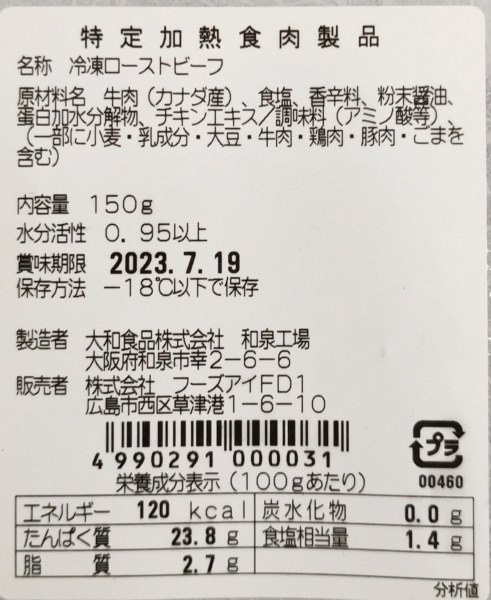 特定加熱食肉製品
名称 冷凍ローストビーフ
原材料名 牛肉（カナダ産）、食塩、香辛料、粉末醤油、
蛋白加水分解物、チキンエキス／調味料（アミノ酸等）、
（一部に小麦・乳成分・大豆・牛肉・鶏肉・豚肉・ごまを
含む）
内容量 150g
水分活性 0.95以上
賞味期限 2023.7.19
保存方法 －18℃以下で保存
製造者 大和食品株式会社 和泉工場
大阪府和泉市幸2－6－6
販売者 株式会社 フーズアイFD1
広島市西区草津港1－6－10
4 990291 000031
プラ
00460
栄養成分表示（100gあたり）
エネルギー 120 kcal 炭水化物 0.0 g
たんぱく質 23.8 g 食塩相当量 1.4 g
脂質 2.7 g
分析値